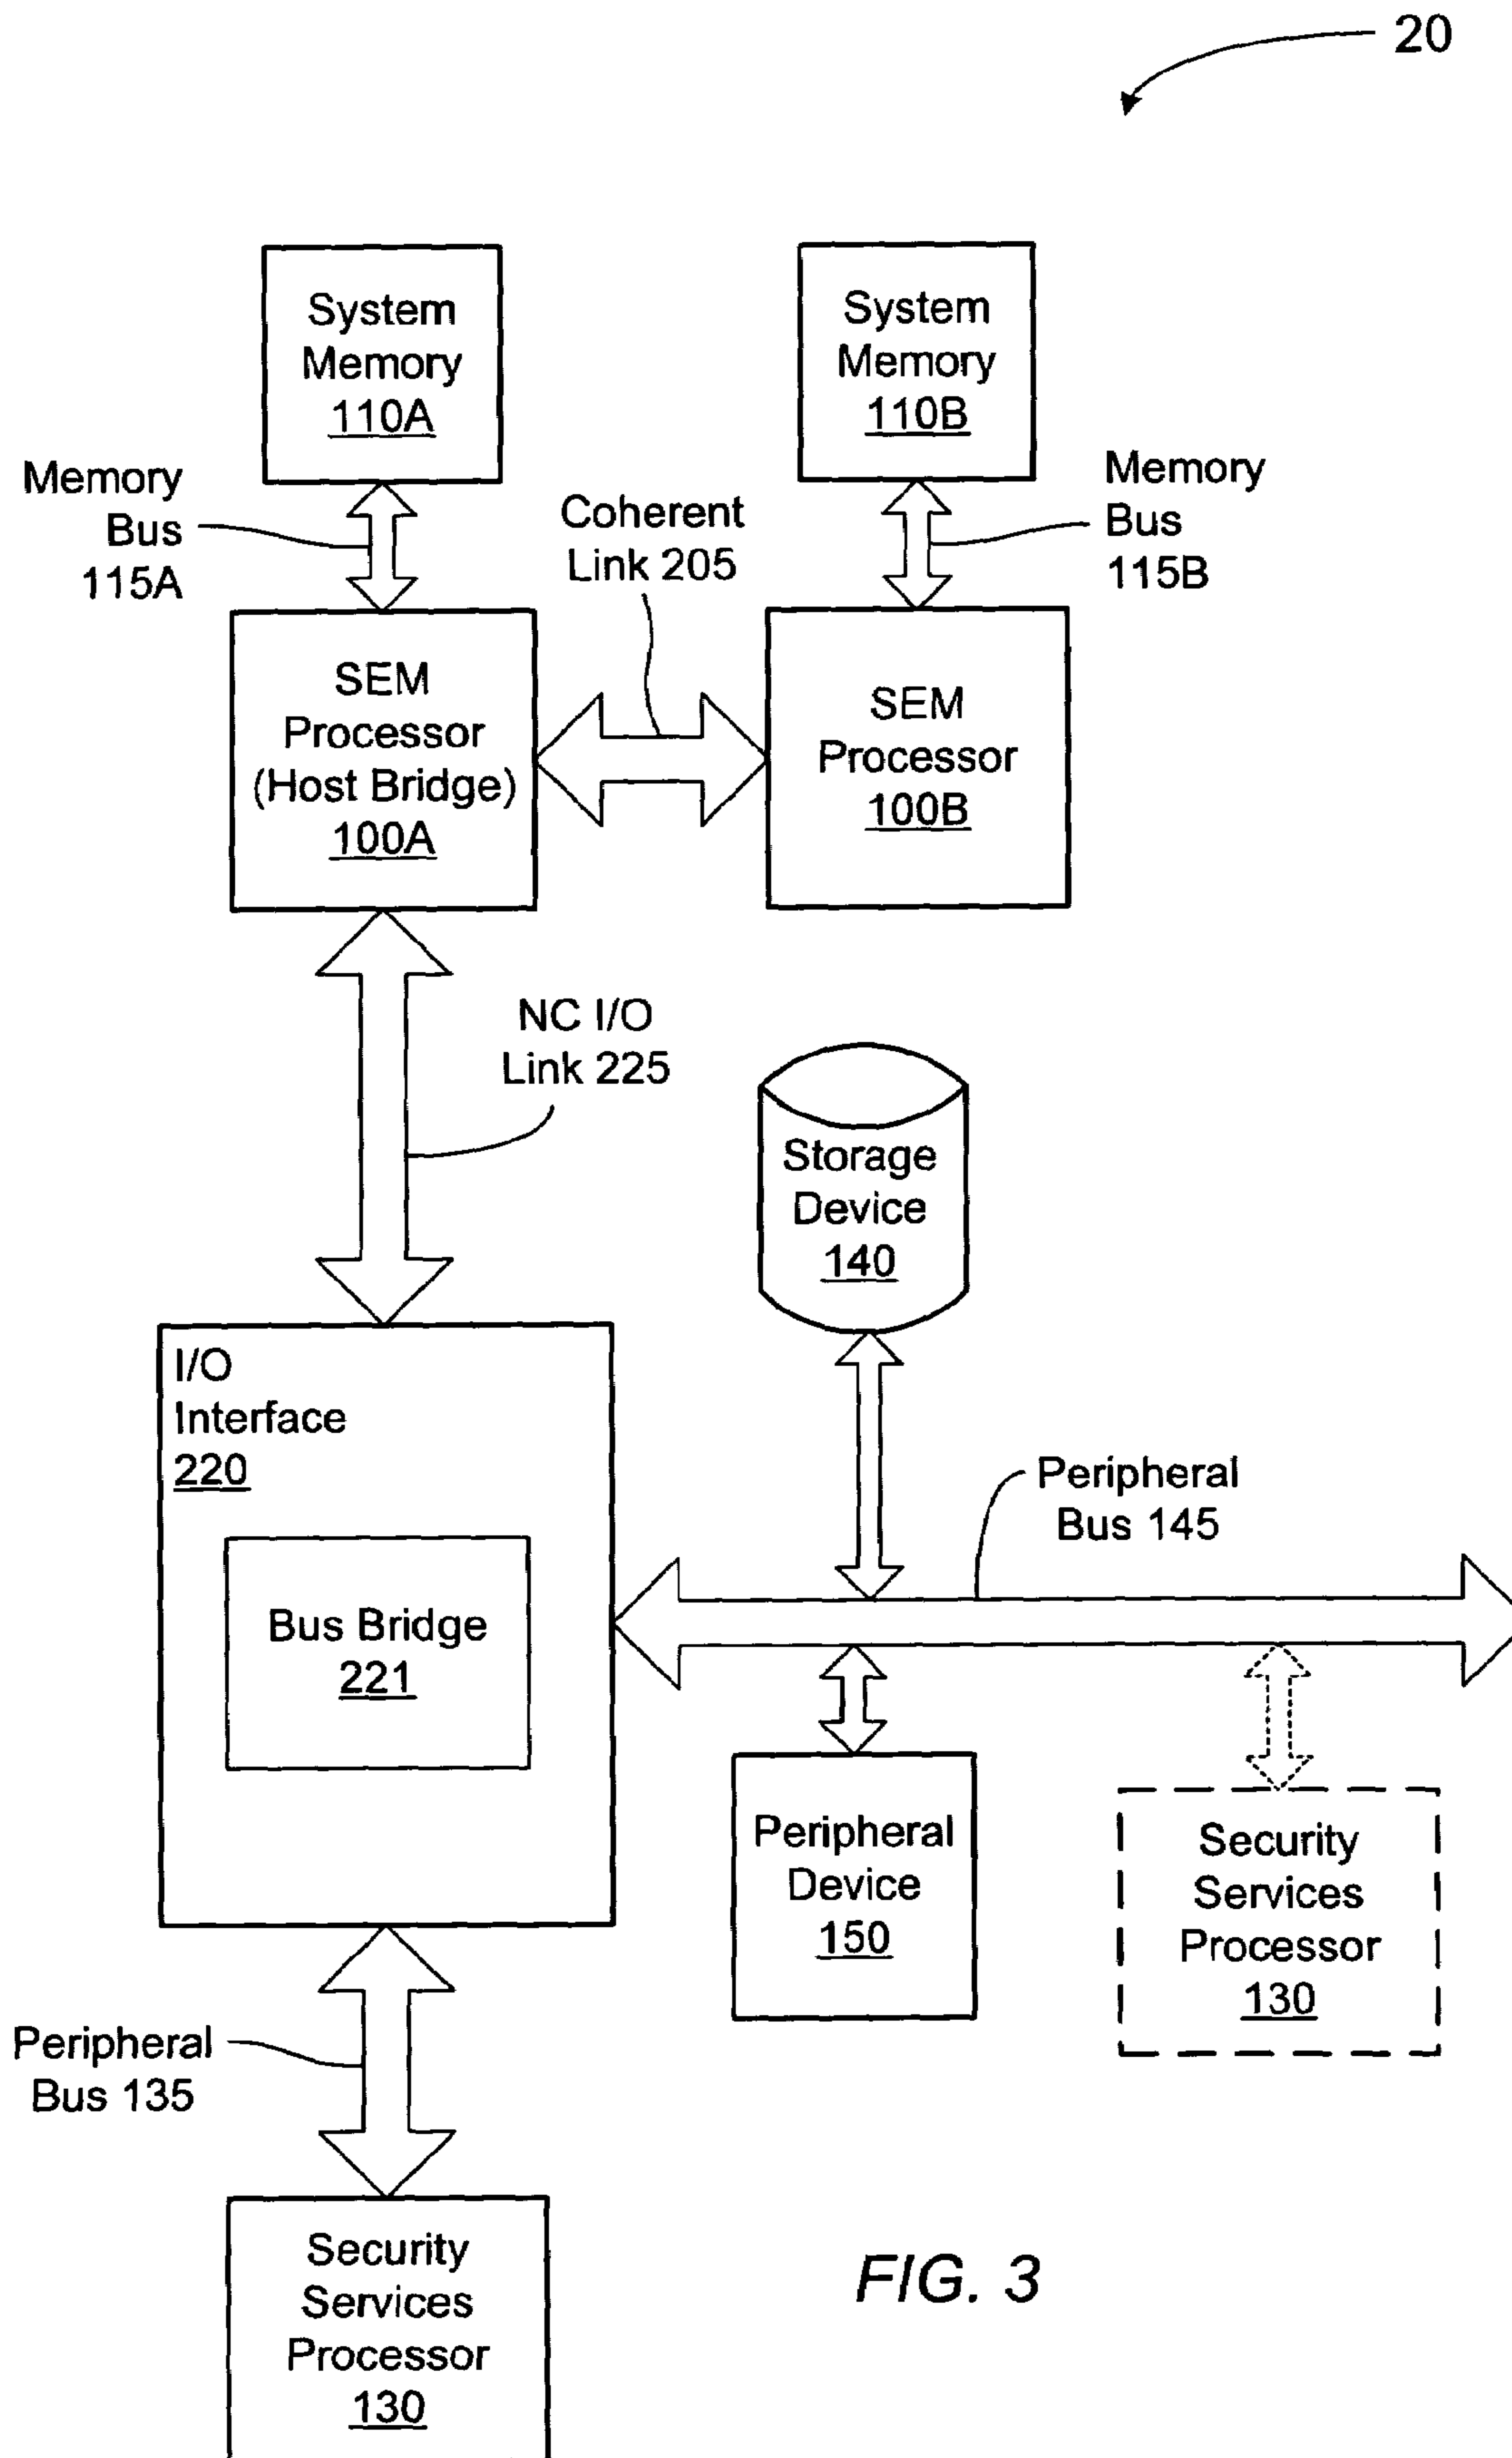 20
System
Memory
110A
System
Memory
110B
Memory
Bus
115A
Coherent
Link 205
Memory
Bus
115B
SEM
Processor
(Host Bridge)
100A
SEM
Processor
100B
NC I/O
Link 225
Storage
Device
140
I/O
Interface
220
Peripheral
Bus 145
Bus Bridge
221
Peripheral
Device
150
Security
Services
Processor
130
Peripheral
Bus 135
Security
Services
Processor
130
FIG. 3